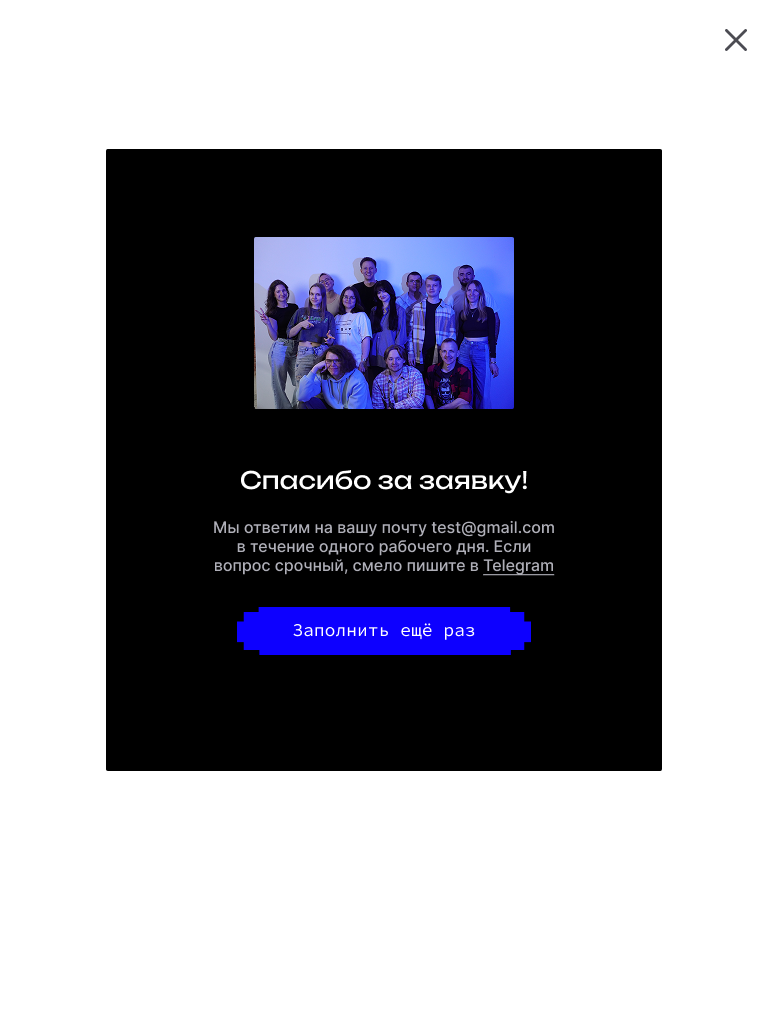 Спасибо за заявку!
Мы ответим на вашу почту test@gmail.com
в течение одного рабочего дня. Если
вопрос срочный, смело пишите в Telegram
Заполнить ещё раз